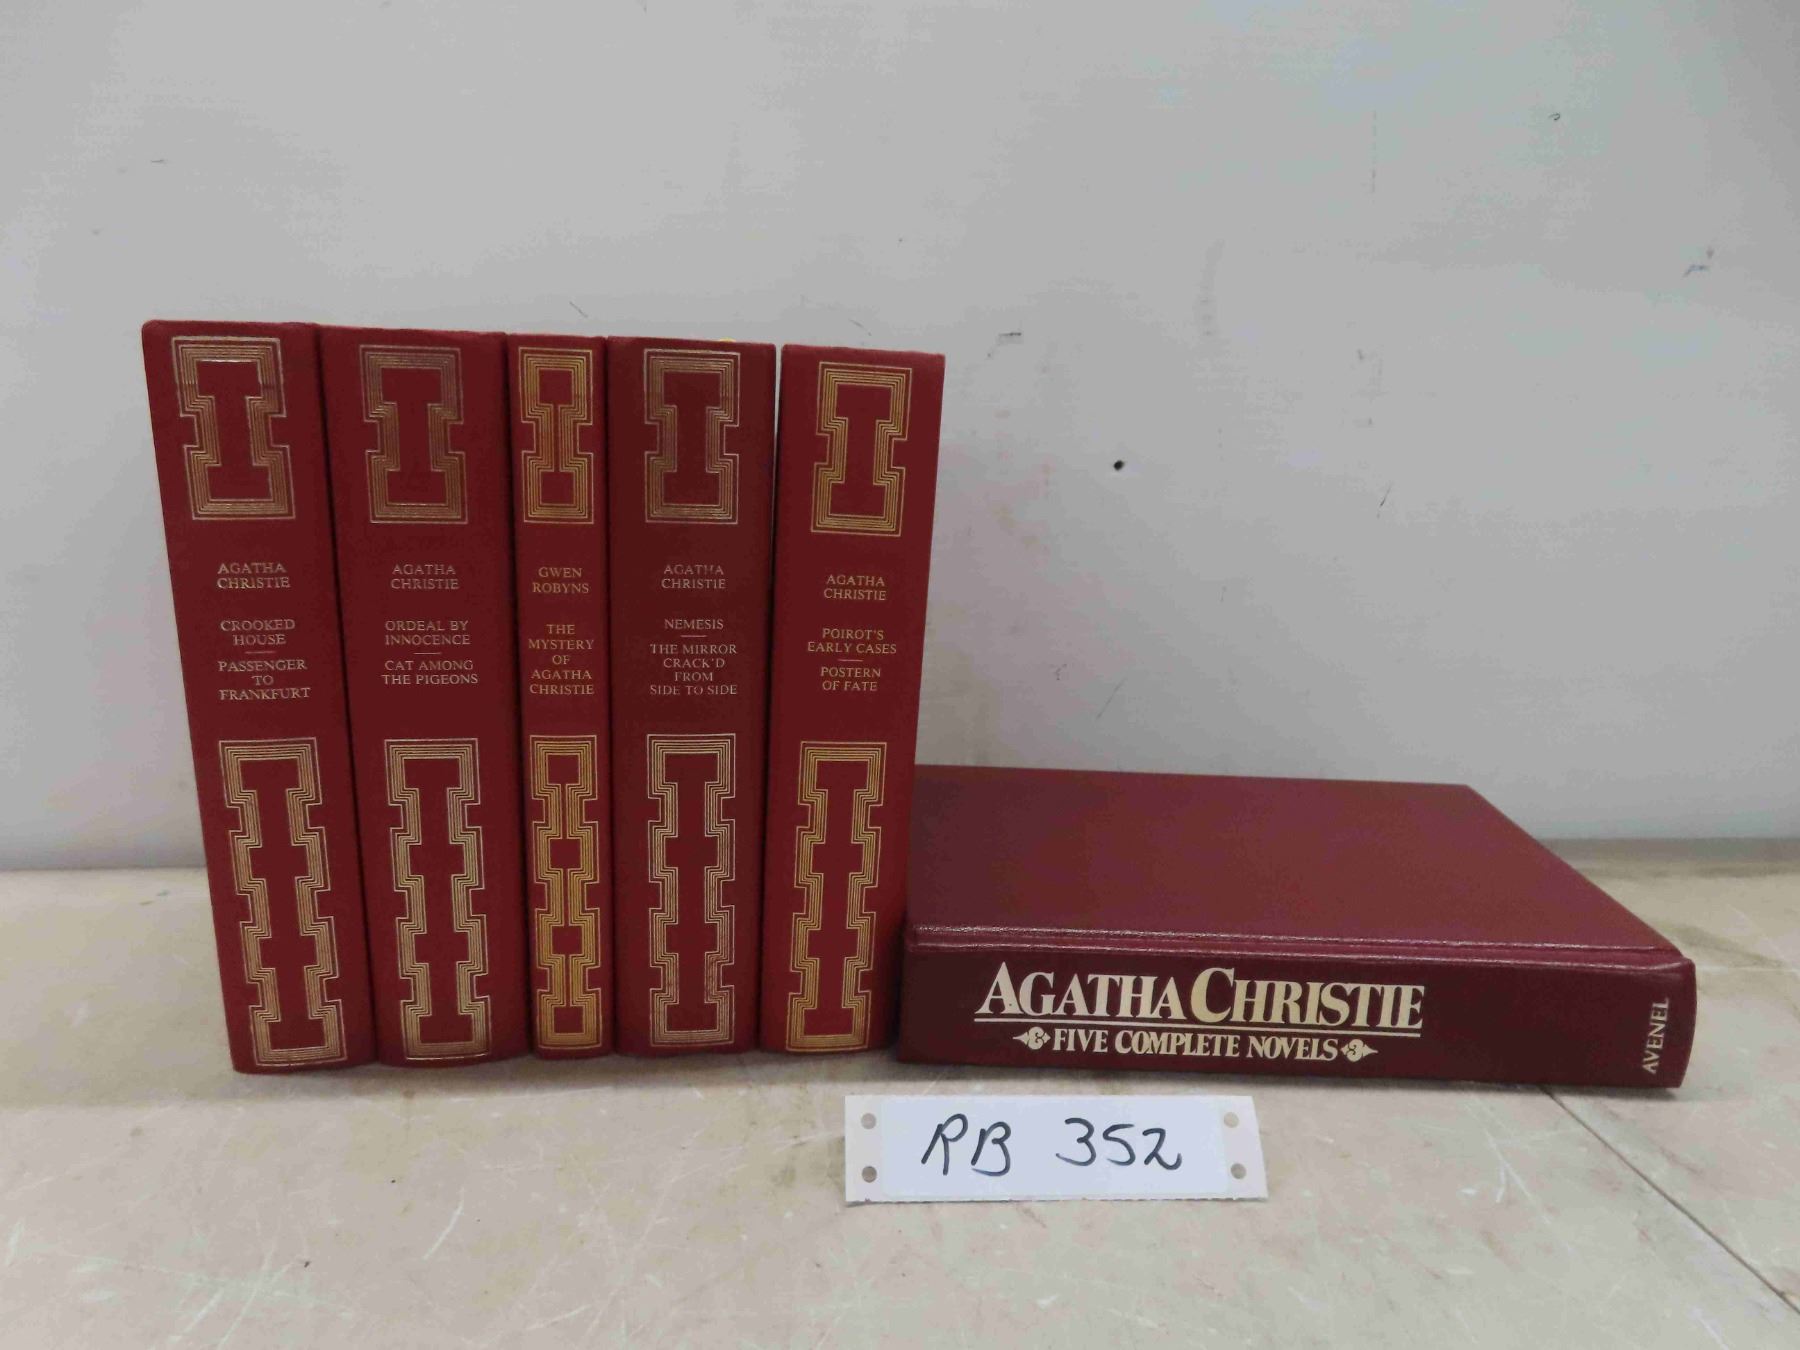 AGATHA
CHRISTIE
CROOKED
HOUSE
PASSENGER
TO
FRANKFURT
AGATHA
CHRISTIE
ORDEAL BY
INNOCENCE
CAT AMONG
THE PIGEONS
GWEN
ROBYNS
THE
MYSTERY
OF
AGATHA
CHRISTIE
AGATHA
CHRISTIE
NEMESIS
THE MIRROR
CRACK'D
FROM
SIDE TO SIDE
AGATHA
CHRISTIE
POIROT'S
EARLY CASES
POSTERN
OF FATE
AGATHA CHRISTIE
FIVE COMPLETE NOVELS
AVENEL
RB 352